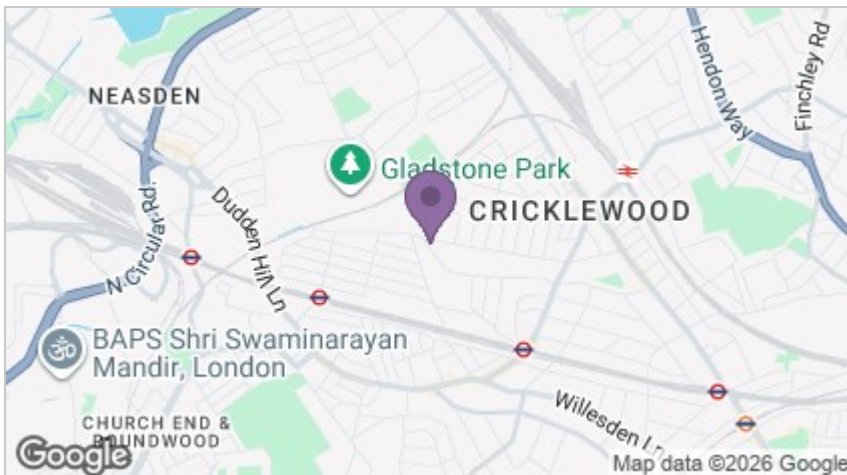 NEASDEN
Hendon Way
Finchley Rd
Gladstone Park
CRICKLEWOOD
Dudden Hill Ln
N Circular Rd.
BAPS Shri Swaminarayan
Mandir, London
CHURCH END &
ROUNDWOOD
Willesden Ln
Google
Map data ©2026 Google